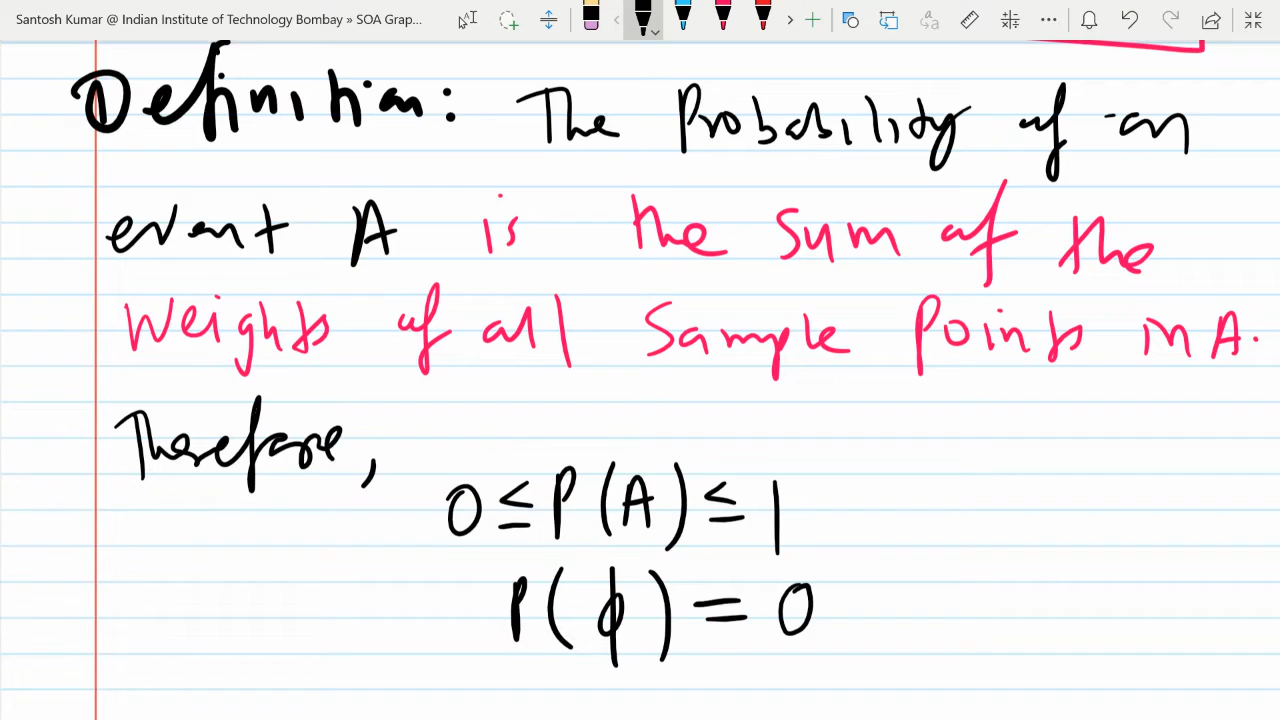 Santosh Kumar @ Indian Institute of Technology Bombay » SOA Grap...
Definition: The Probability of an
event A is the sum of the
Weights of all Sample Points in A.
Therefore,
0 ≤ P(A) ≤ 1
P(ϕ) = 0